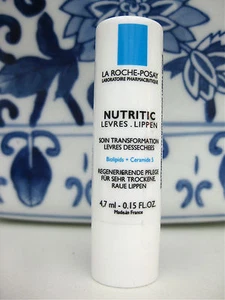 LA ROCHE-POSAY
LABORATOIRE PHARMACEUTIQUE
NUTRITIC
LEVRES . LIPPEN
SOIN TRANSFORMATION
LEVRES DESSECHEES
Biolipids + Ceramide 5
REGENERIERENDE PFLEGE
FÜR SEHR TROCKENE,
RAUE LIPPEN
4,7 ml - 0.15 FL.OZ.
Made in France